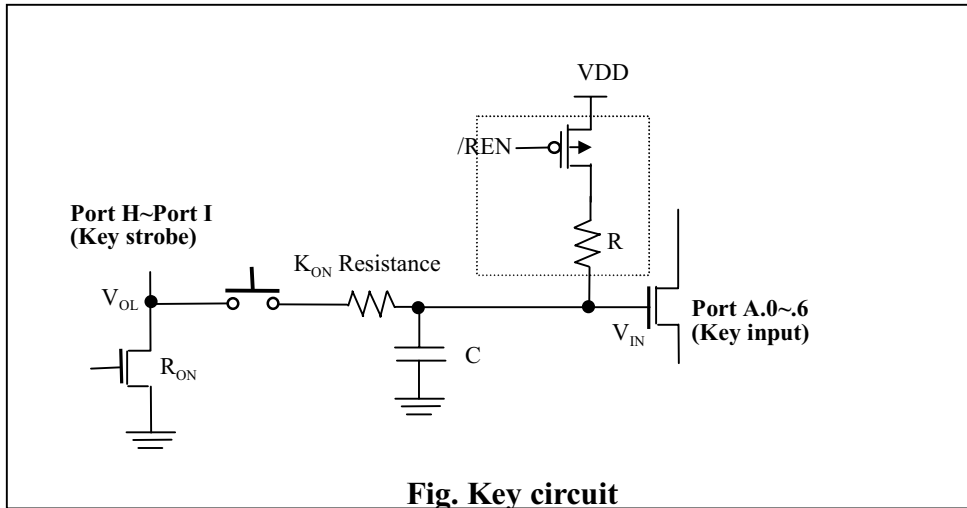 VDD
/REN
Port H~Port I
(Key strobe)
R
KON Resistance
VOL
Port A.0~.6
(Key input)
VIN
C
RON
Fig. Key circuit